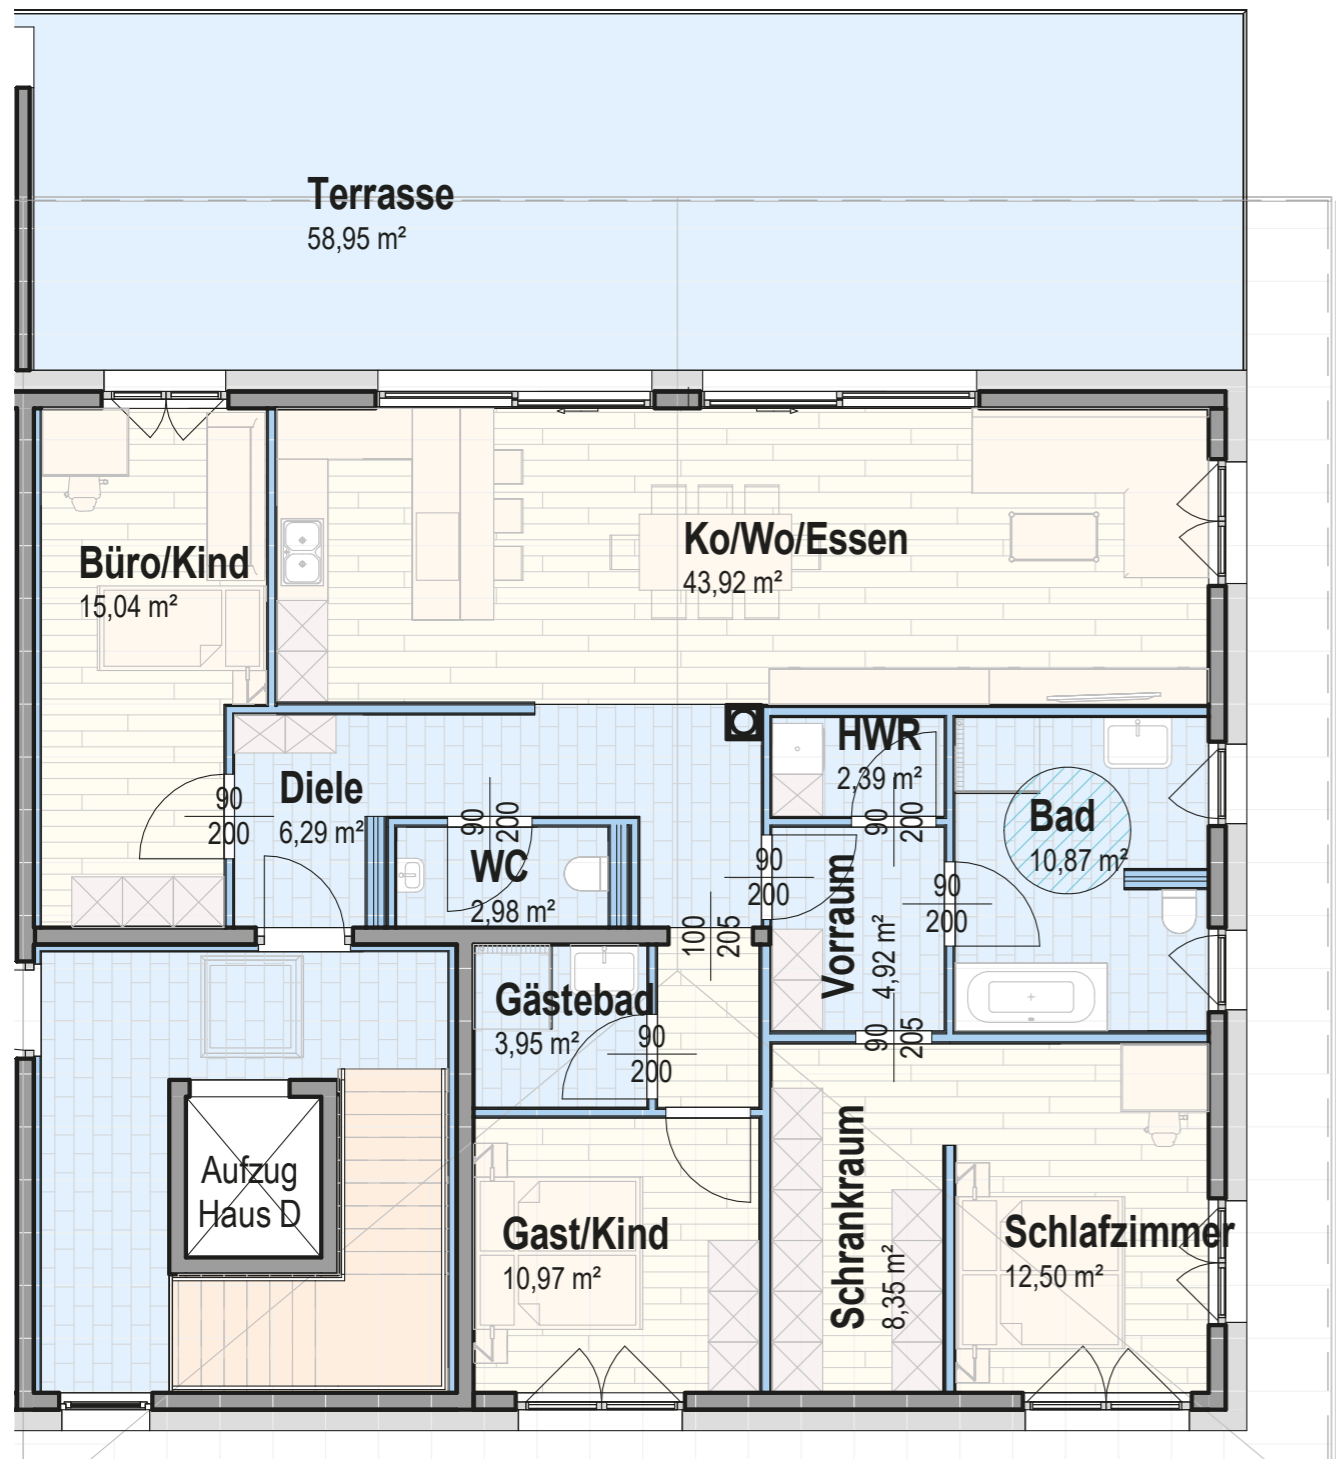 Terrasse
58,95 m²
Büro/Kind
15,04 m²
Ko/Wo/Essen
43,92 m²
Diele
6,29 m²
90
200
90
200
WC
2,98 m²
HWR
2,39 m²
90
200
Bad
10,87 m²
90
200
Vorraum
4,92 m²
90
200
100
205
Gästebad
3,95 m²
90
200
90
205
Aufzug
Haus D
Gast/Kind
10,97 m²
Schrankraum
8,35 m²
Schlafzimmer
12,50 m²